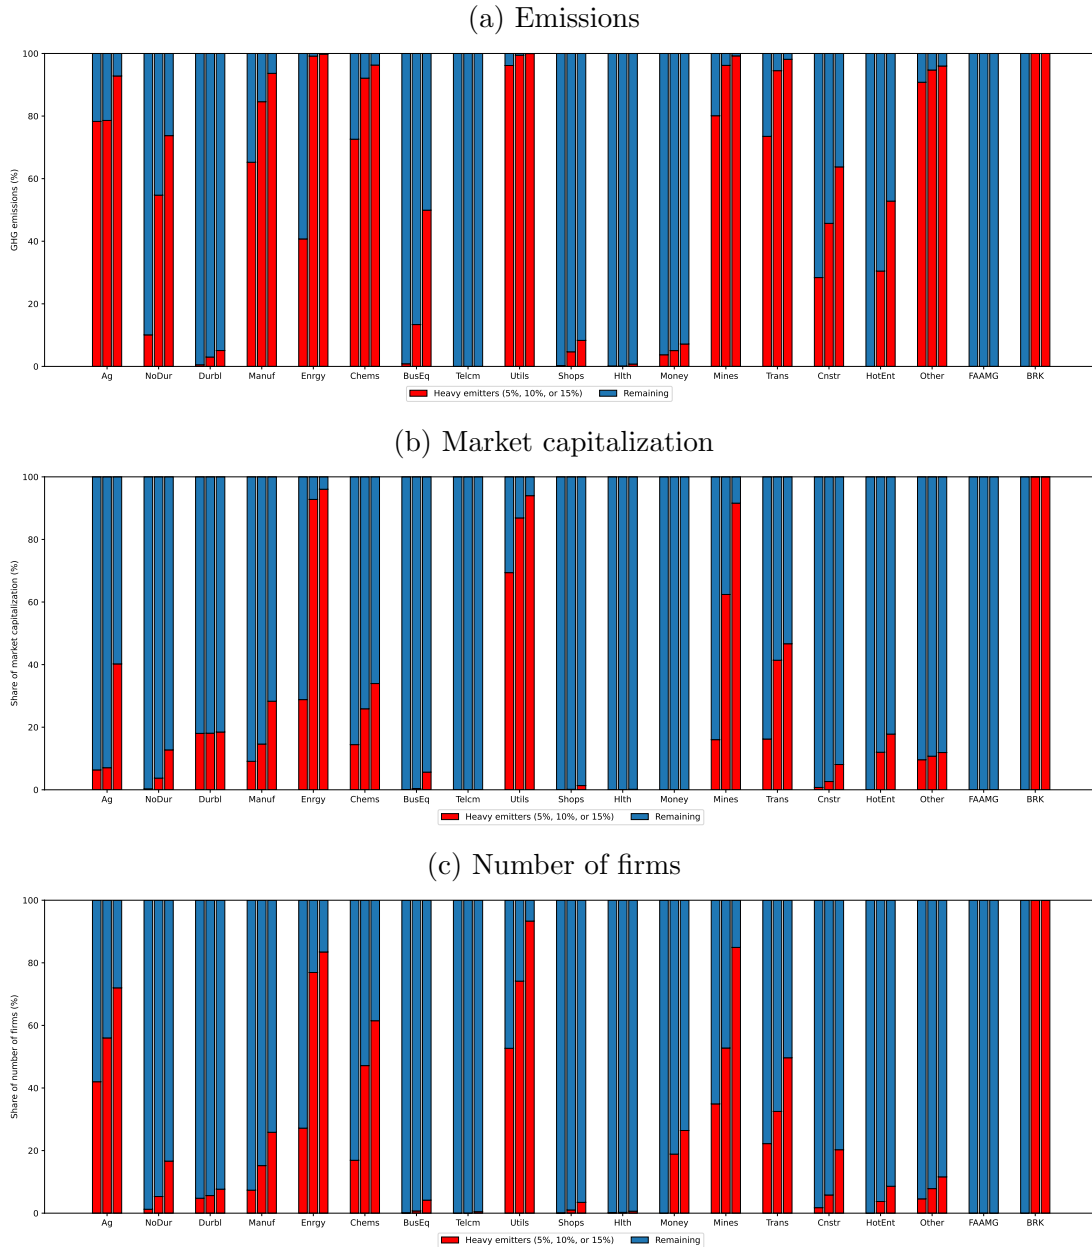 (a) Emissions
100
80
60
40
20
0
GHG emissions (%)
Ag NoDur Durbl Manuf Enrgy Chems BusEq Telcm Utils Shops Hlth Money Mines Trans Cnstr HotEnt Other FAAMG BRK
Heavy emitters (5%, 10%, or 15%) Remaining
(b) Market capitalization
100
80
60
40
20
0
Share of market capitalization (%)
Ag NoDur Durbl Manuf Enrgy Chems BusEq Telcm Utils Shops Hlth Money Mines Trans Cnstr HotEnt Other FAAMG BRK
Heavy emitters (5%, 10%, or 15%) Remaining
(c) Number of firms
100
80
60
40
20
0
Share of number of firms (%)
Ag NoDur Durbl Manuf Enrgy Chems BusEq Telcm Utils Shops Hlth Money Mines Trans Cnstr HotEnt Other FAAMG BRK
Heavy emitters (5%, 10%, or 15%) Remaining